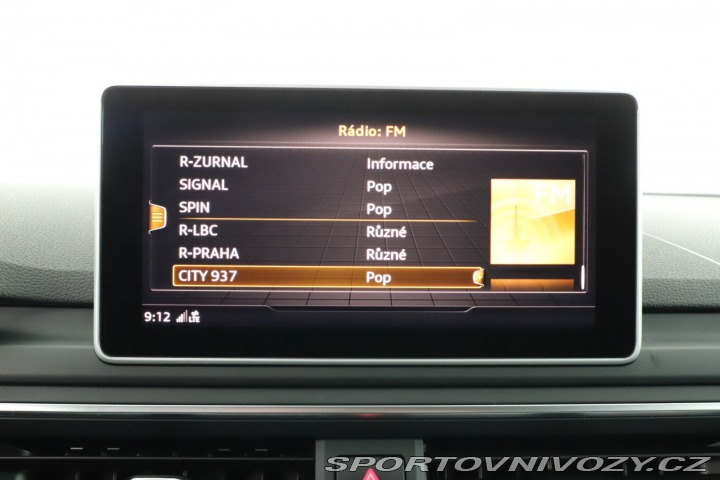 Rádio: FM
R-ZURNAL Informace
SIGNAL Pop
SPIN Pop
R-LBC Různé
R-PRAHA Různé
CITY 937 Pop
FM
9:12 LTE
SPORTOVNIVOZY.CZ